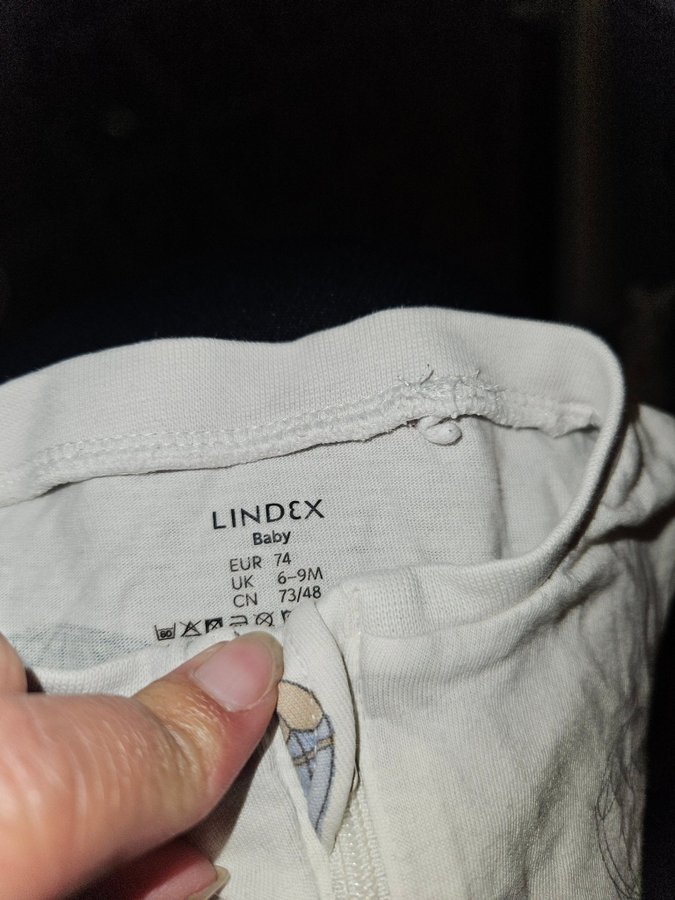 LINDEX
Baby
EUR 74
UK 6–9M
CN 73/48